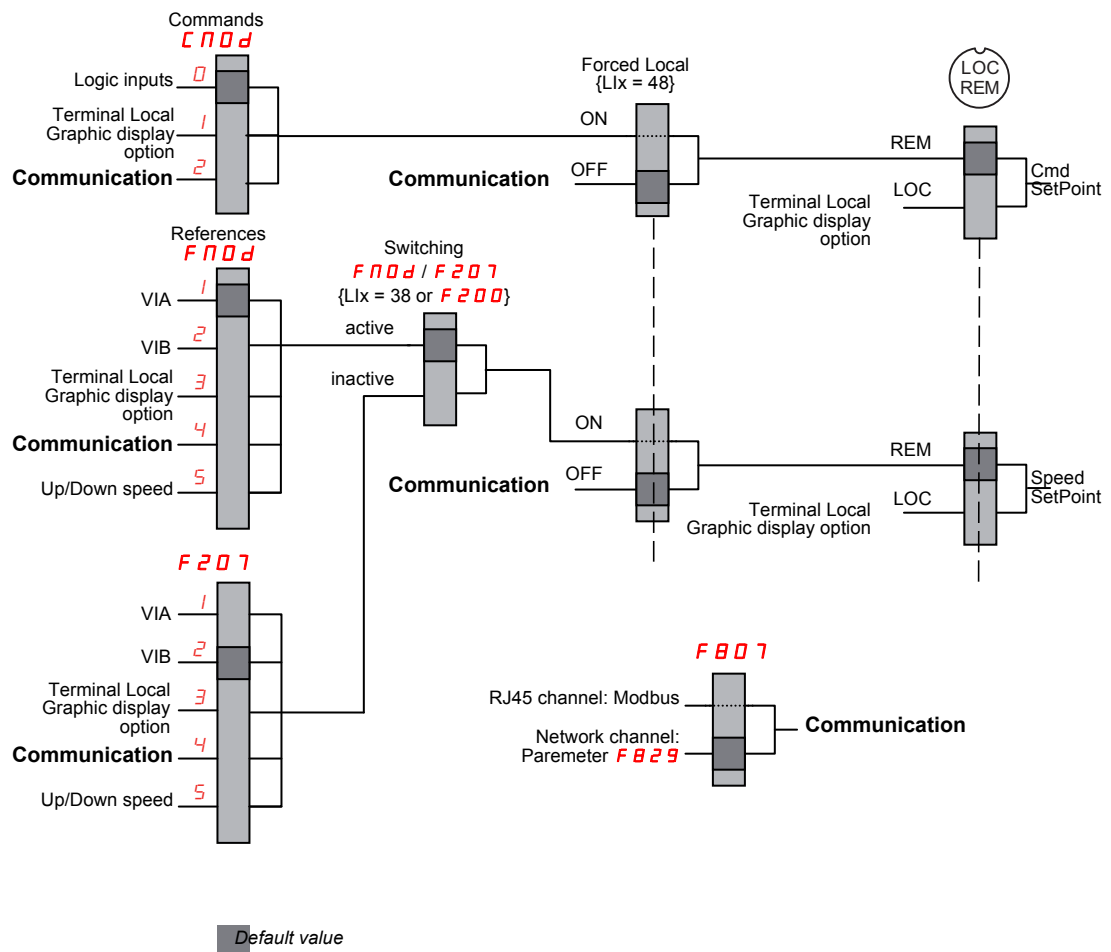 Commands
CNOd
Logic inputs 0
Terminal Local 1
Graphic display
option
Communication 2
Forced Local
{LIx = 48}
ON
Communication OFF
LOC
REM
REM
Terminal Local LOC
Graphic display
option
Cmd
SetPoint
References
FNOd
VIA 1
VIB 2
Terminal Local 3
Graphic display
option
Communication 4
Up/Down speed 5
Switching
FNOd / F207
{LIx = 38 or F200}
active
inactive
ON
Communication OFF
REM
Terminal Local LOC
Graphic display option
Speed
SetPoint
F207
VIA 1
VIB 2
Terminal Local 3
Graphic display
option
Communication 4
Up/Down speed 5
F807
RJ45 channel: Modbus
Network channel:
Paremeter F829
Communication
Default value